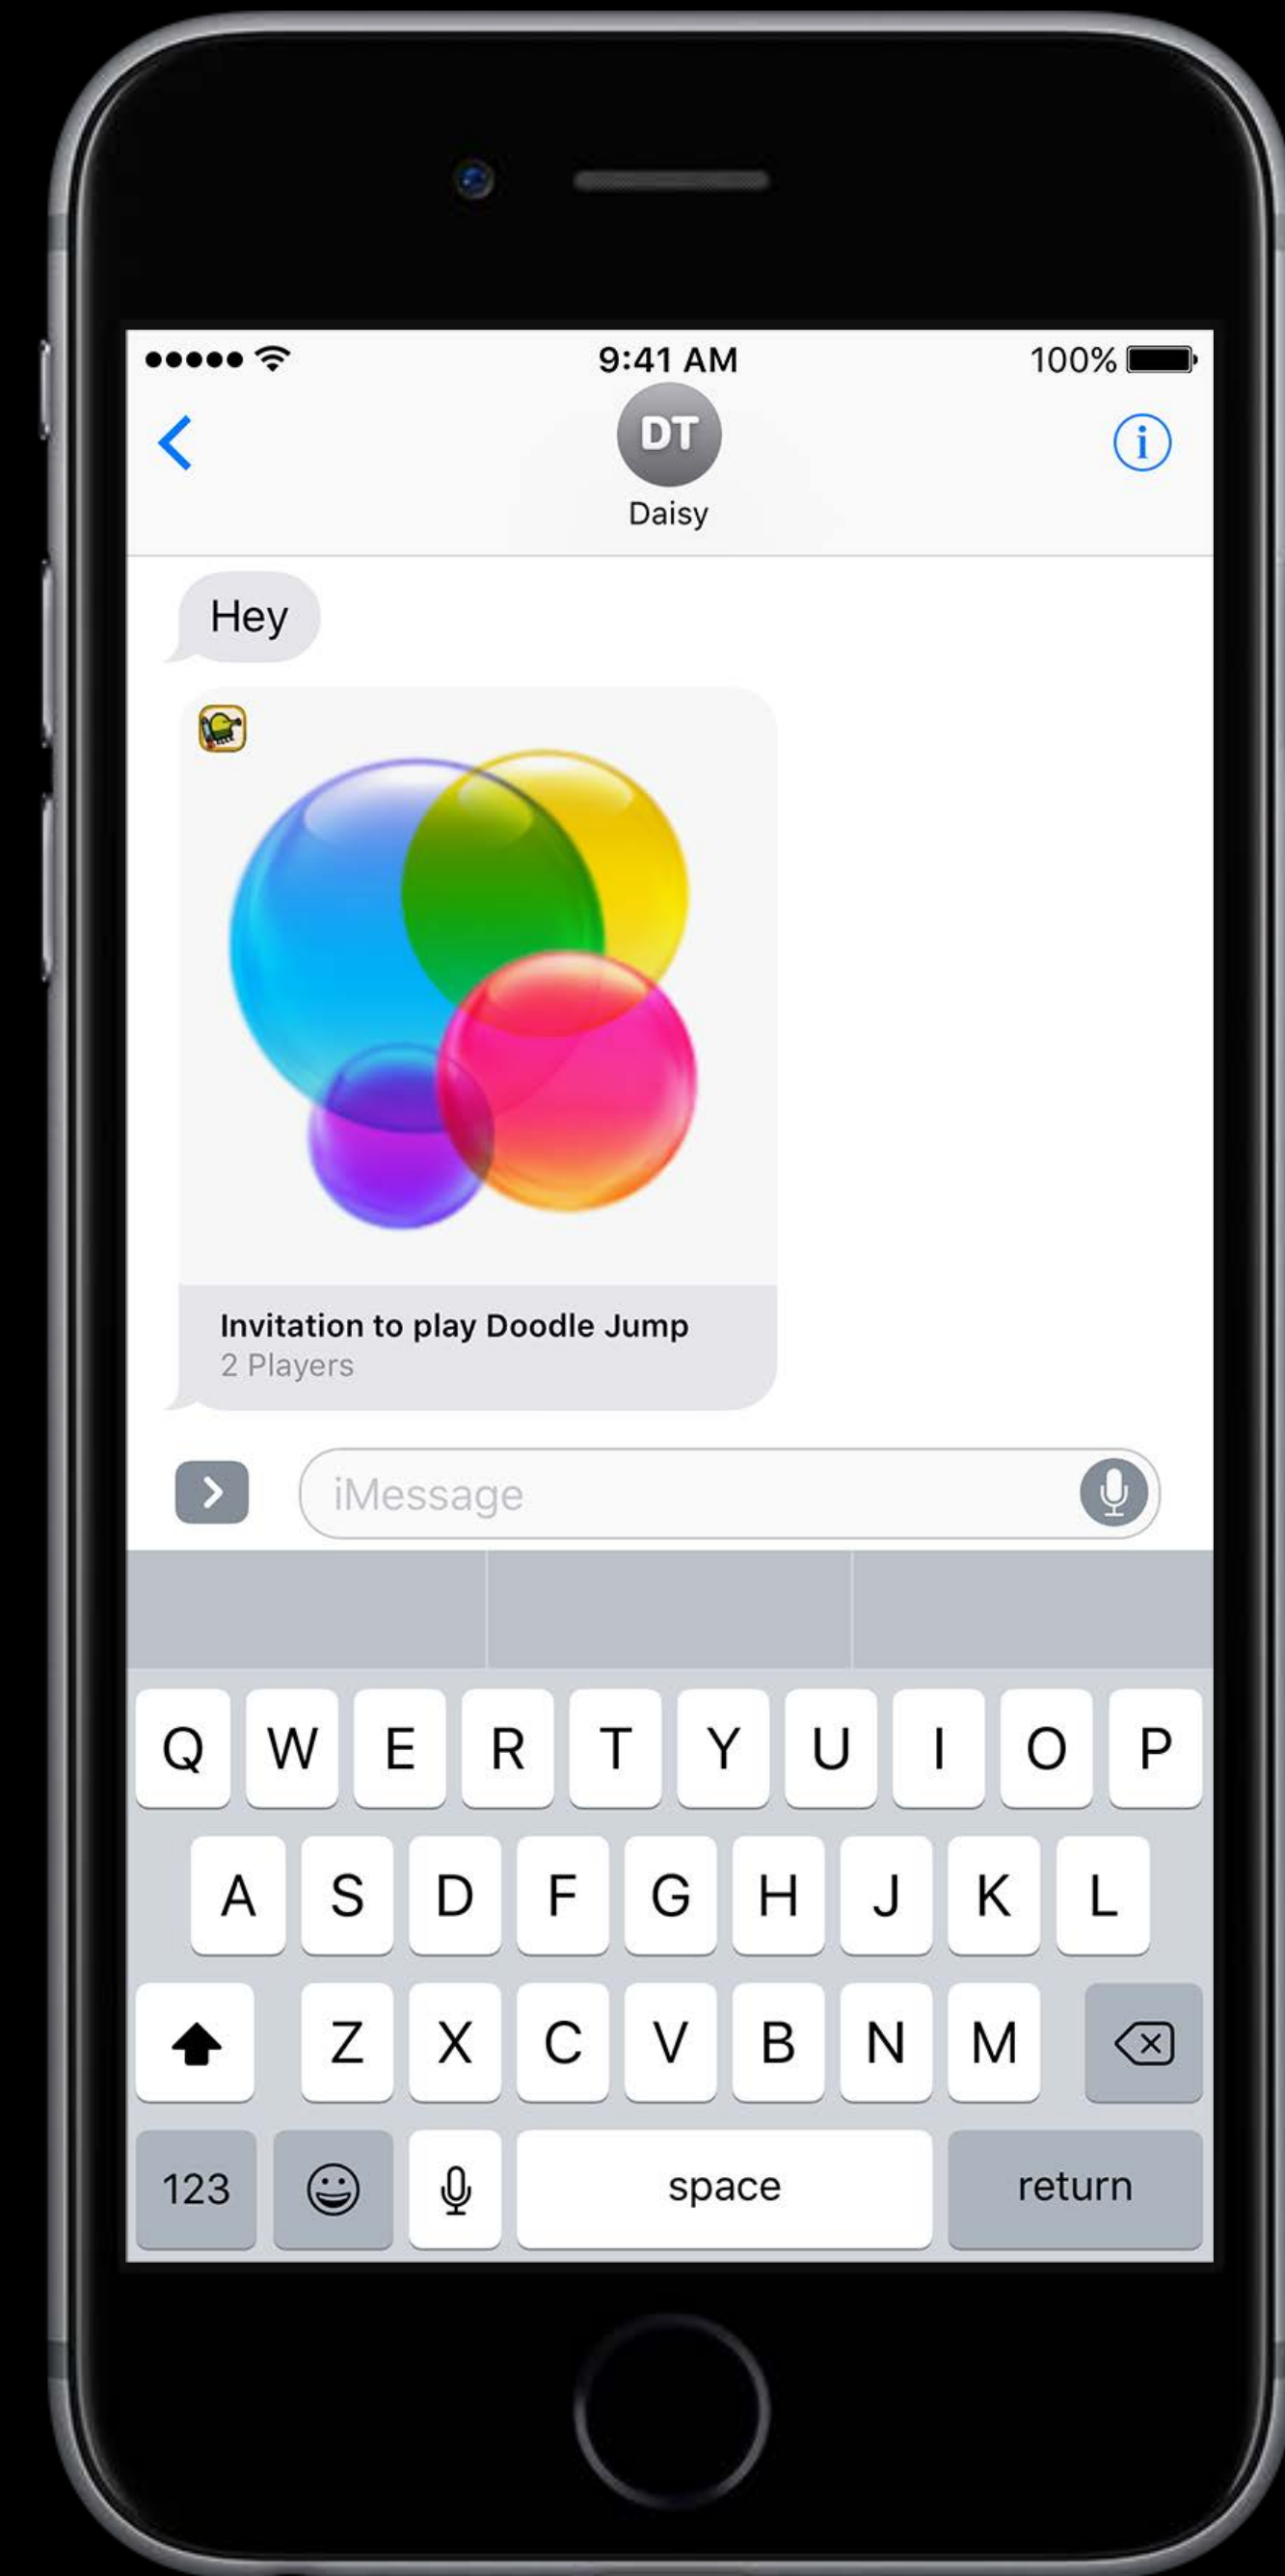 9:41 AM
100%
DT
Daisy
Hey
Invitation to play Doodle Jump
2 Players
iMessage
Q W E R T Y U I O P
A S D F G H J K L
Z X C V B N M
123 space return